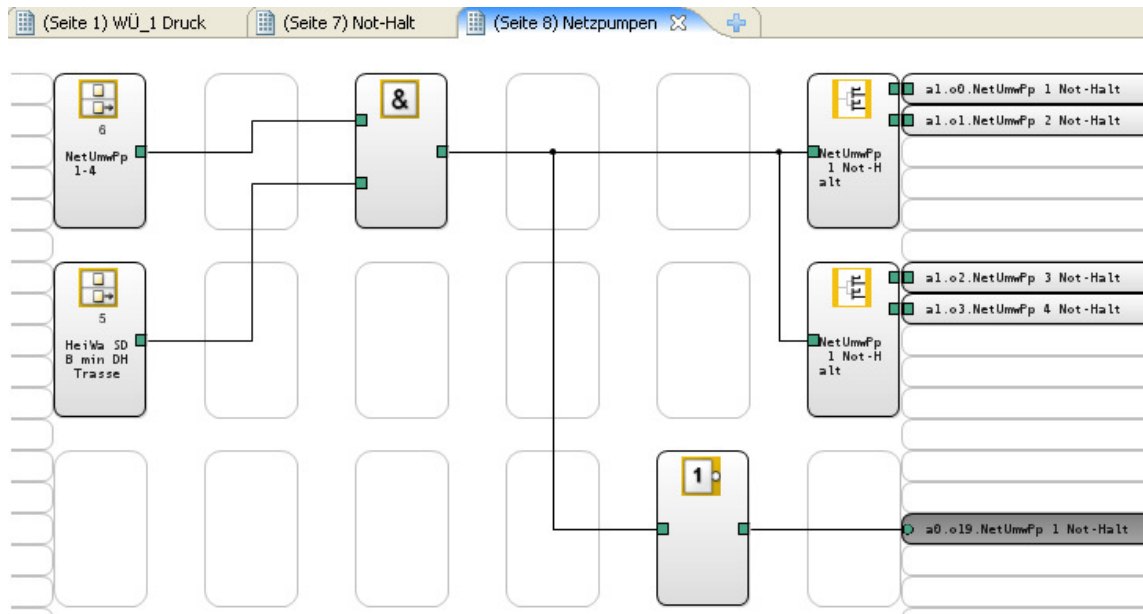 (Seite 1) WÜ_1 Druck
(Seite 7) Not-Halt
(Seite 8) Netzpumpen
6
NetUmwPp
1-4
&
NetUmwPp
1 Not-H
alt
a1.o0.NetUmwPp 1 Not-Halt
a1.o1.NetUmwPp 2 Not-Halt
5
HeiWa SD
B min DH
Trasse
NetUmwPp
1 Not-H
alt
a1.o2.NetUmwPp 3 Not-Halt
a1.o3.NetUmwPp 4 Not-Halt
1
a0.o19.NetUmwPp 1 Not-Halt